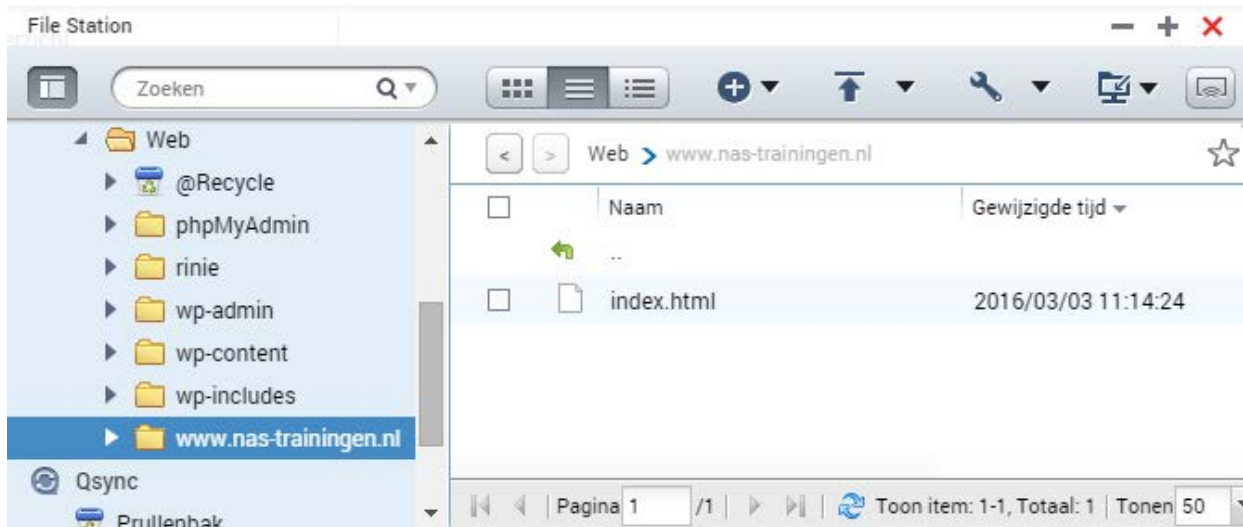 File Station
Zoeken
Web
@Recycle
phpMyAdmin
rinie
wp-admin
wp-content
wp-includes
www.nas-trainingen.nl
Qsync
Prullenbak
< > Web > www.nas-trainingen.nl
Naam Gewijzigde tijd
..
index.html 2016/03/03 11:14:24
Pagina 1 /1 Toon item: 1-1, Totaal: 1 Tonen 50